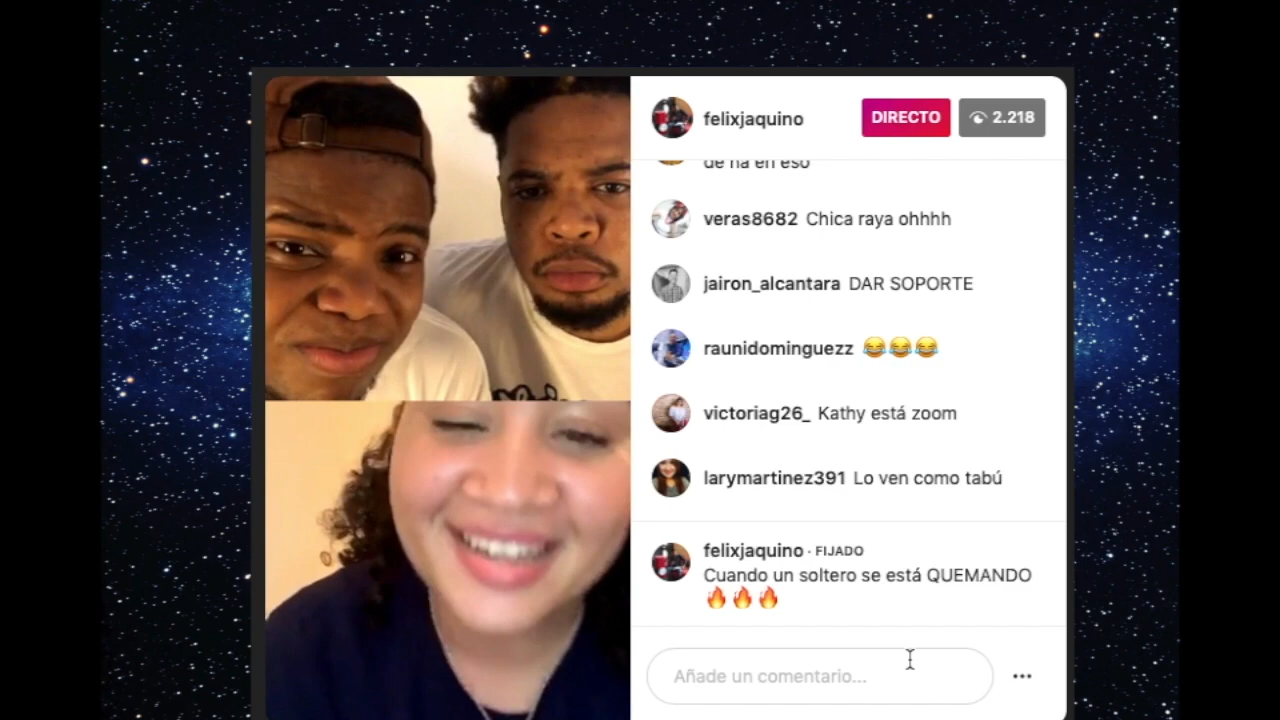 felixjaquino DIRECTO 2.218
de na en eso
veras8682 Chica raya ohhhh
jairon_alcantara DAR SOPORTE
raunidominguezz 😂😂😂
victoriag26_ Kathy está zoom
larymartinez391 Lo ven como tabú
felixjaquino · FIJADO
Cuando un soltero se está QUEMANDO
🔥🔥🔥
Añade un comentario...